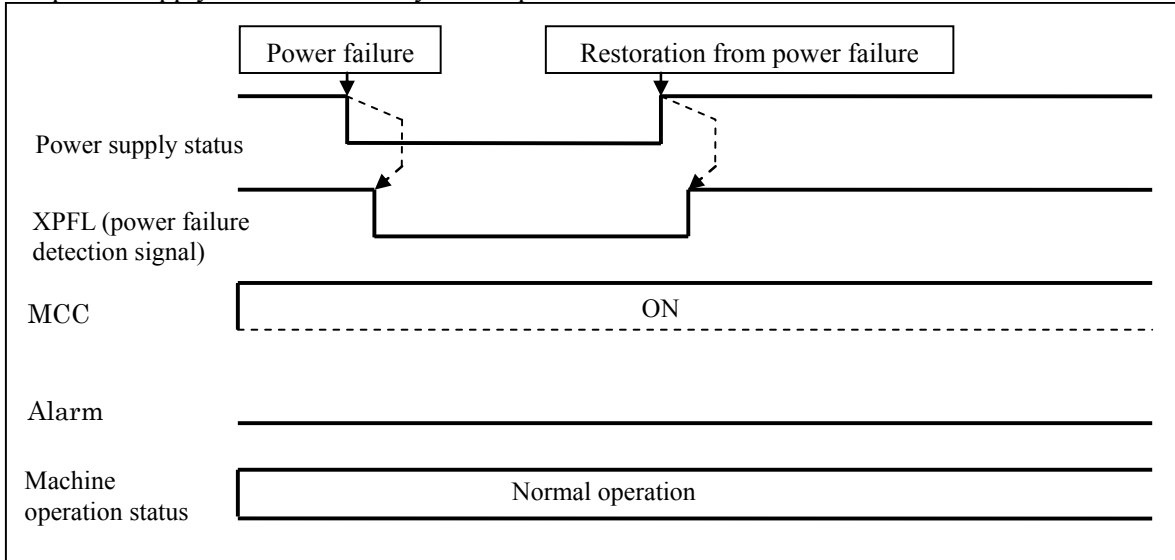 Power failure
Restoration from power failure
Power supply status
XPFL (power failure
detection signal)
MCC
ON
Alarm
Machine
operation status
Normal operation